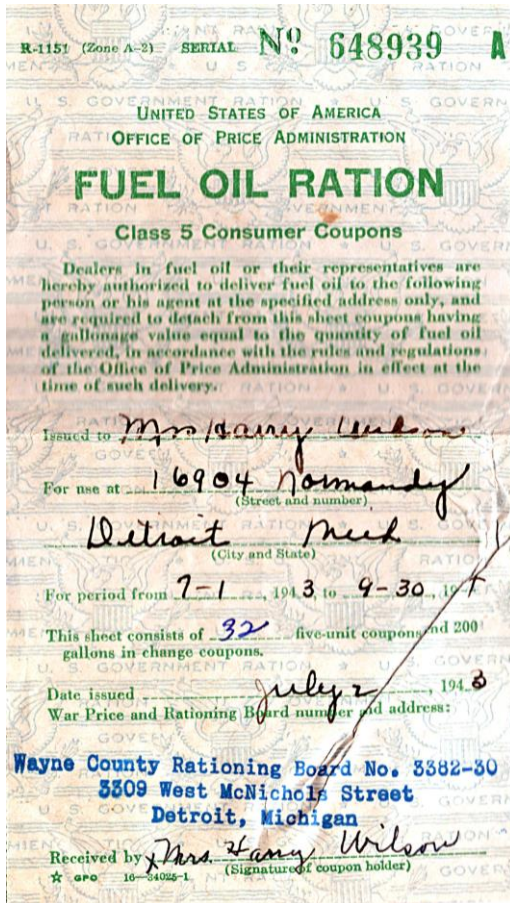 R-1151 (Zone A-2) SERIAL Nº 648939 A
UNITED STATES OF AMERICA
OFFICE OF PRICE ADMINISTRATION
FUEL OIL RATION
Class 5 Consumer Coupons
Dealers in fuel oil or their representatives are
hereby authorized to deliver fuel oil to the following
person or his agent at the specified address only, and
are required to detach from this sheet coupons having
a gallonage value equal to the quantity of fuel oil
delivered, in accordance with the rules and regulations
of the Office of Price Administration in effect at the
time of such delivery.
Issued to Mrs Harry Wilson
For use at 16904 Normandy
(Street and number)
Detroit Mich
(City and State)
For period from 7-1, 1943, to 9-30, 194
This sheet consists of 32 five-unit coupons and 200
gallons in change coupons.
Date issued July 2, 1943
War Price and Rationing Board number and address:
Wayne County Rationing Board No. 3382-30
3309 West McNichols Street
Detroit, Michigan
Received by x Mrs. Harry Wilson
☆ GPO 16-34025-1 (Signature of coupon holder)